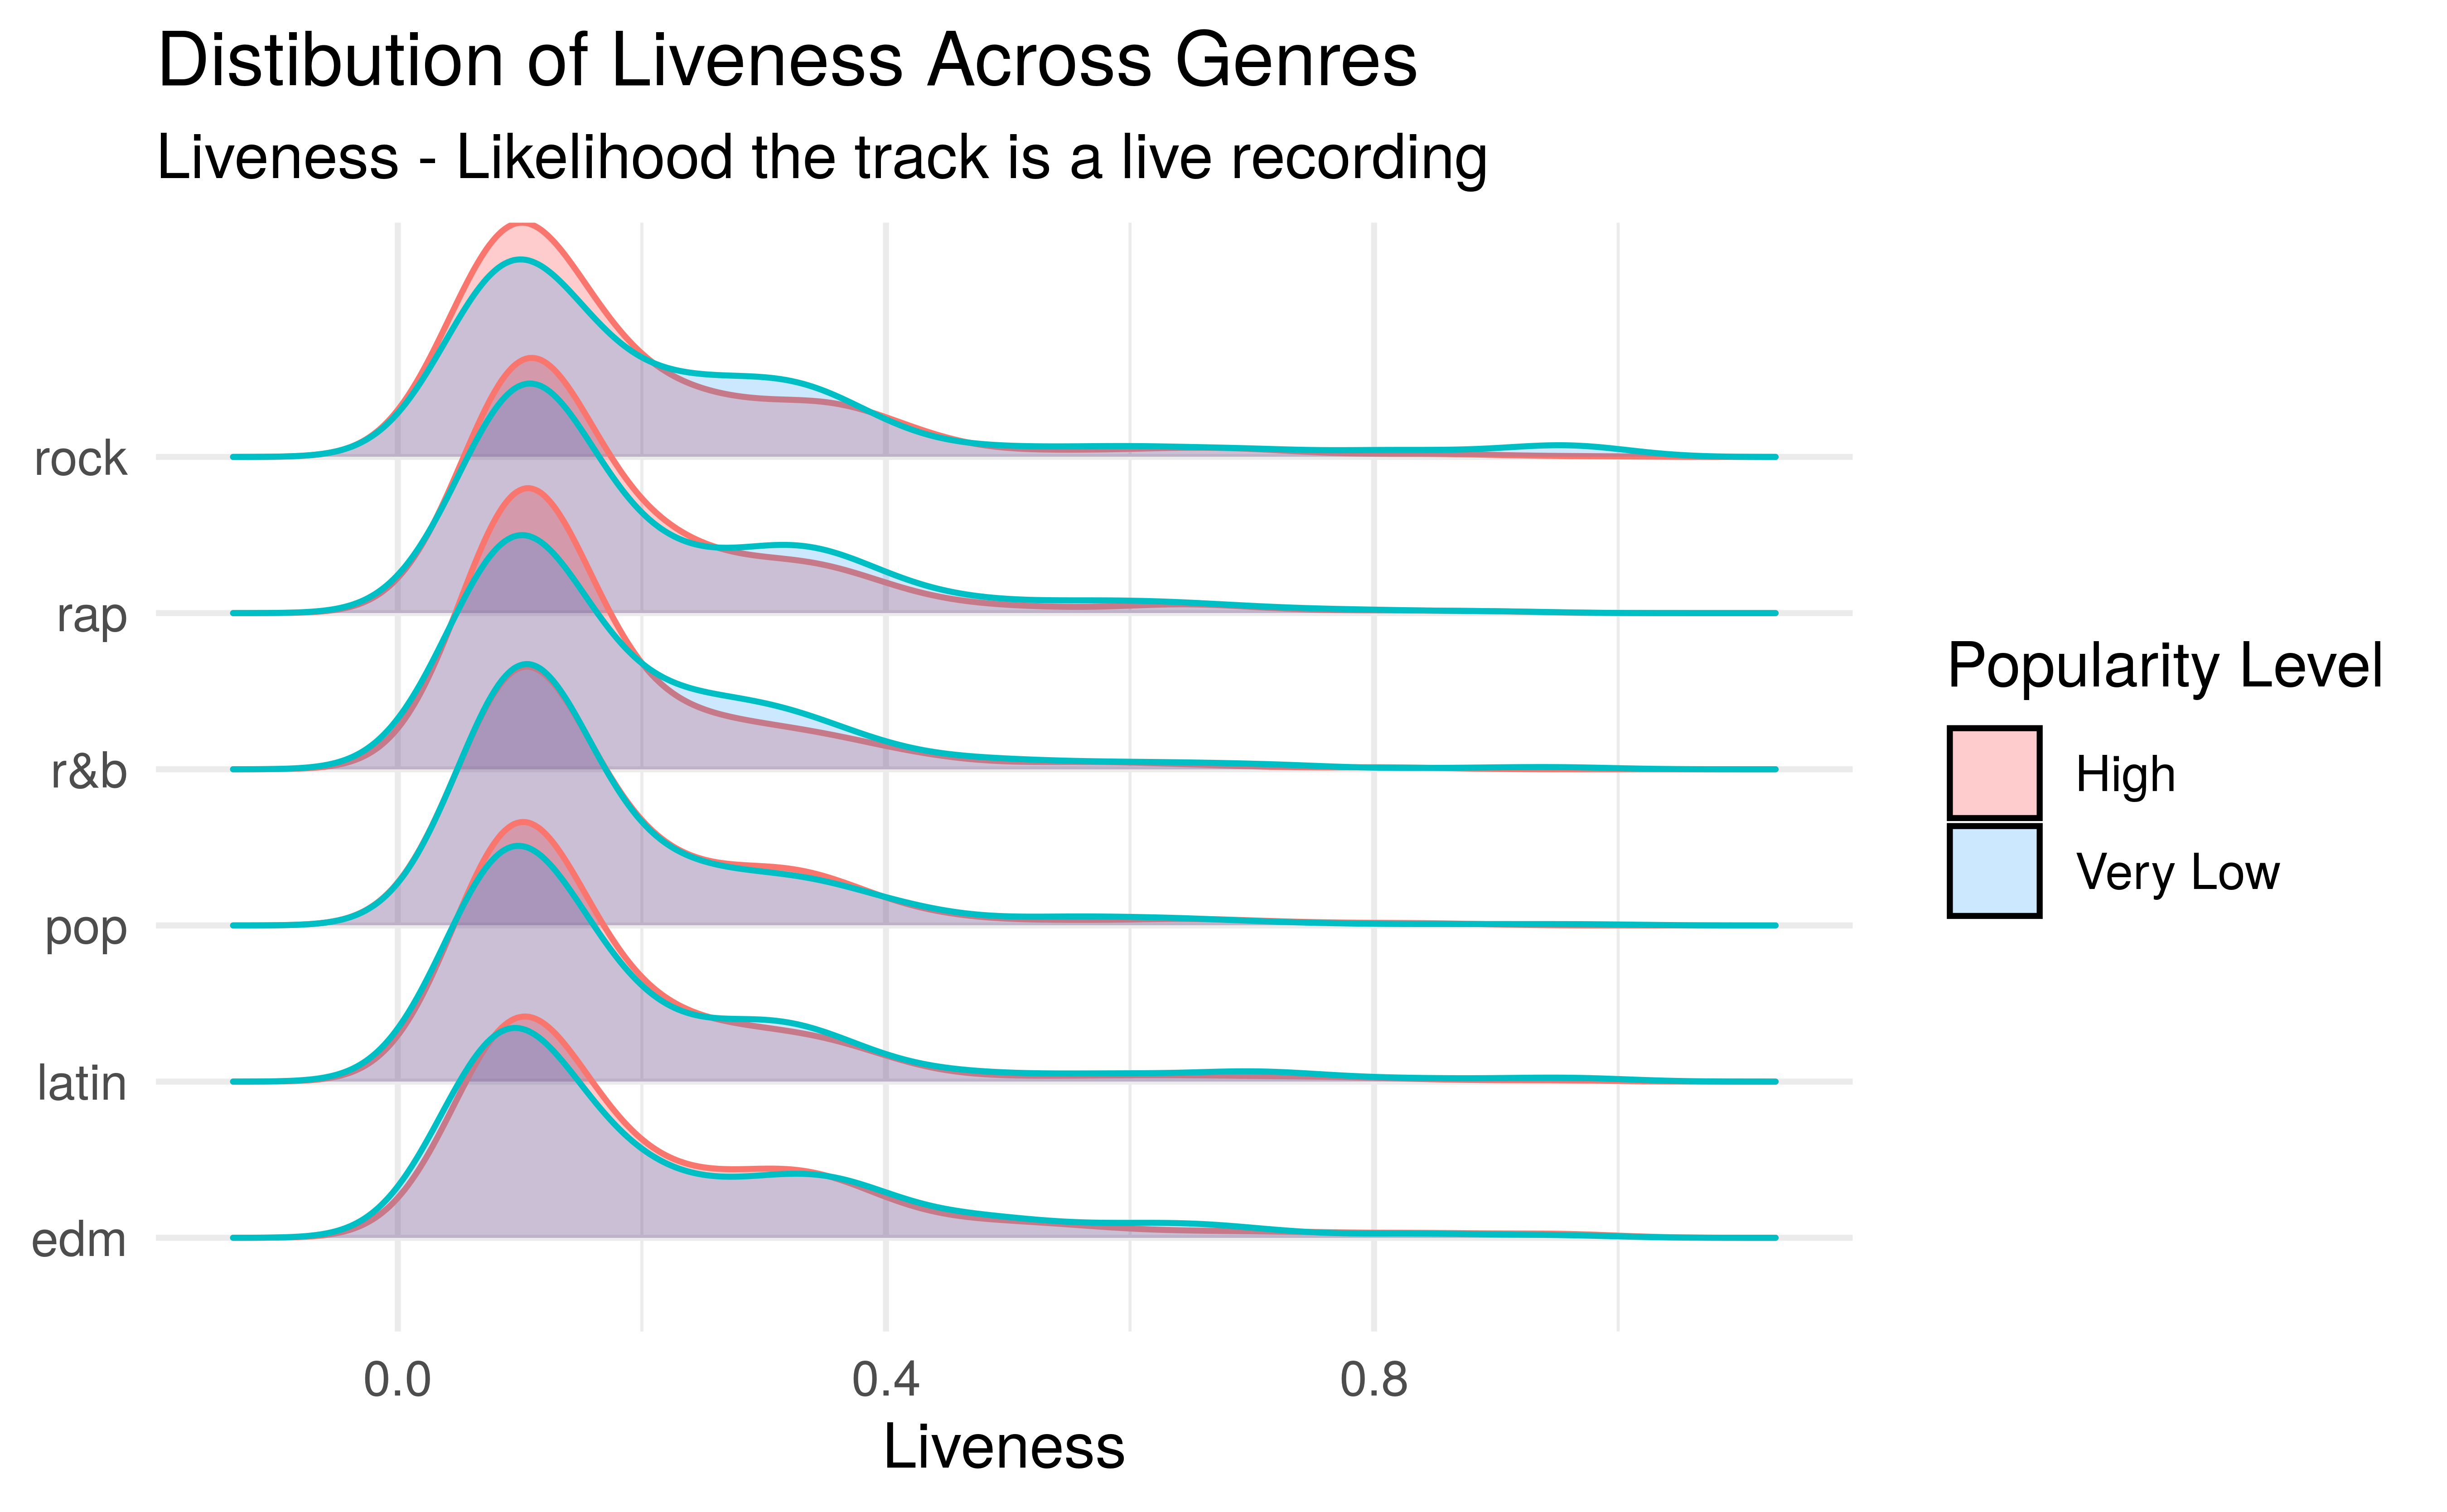 Distibution of Liveness Across Genres
Liveness - Likelihood the track is a live recording
rock
rap
r&b
pop
latin
edm
0.0
0.4
0.8
Liveness
Popularity Level
High
Very Low